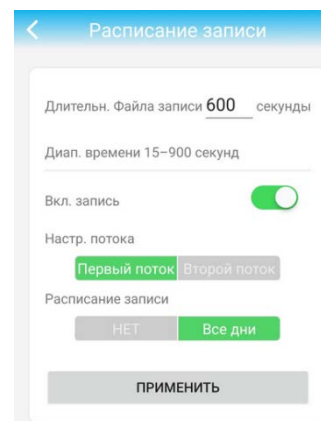 Расписание записи
Длительн. Файла записи 600 секунды
Диап. времени 15-900 секунд
Вкл. запись
Настр. потока
Первый поток Второй поток
Расписание записи
НЕТ Все дни
ПРИМЕНИТЬ